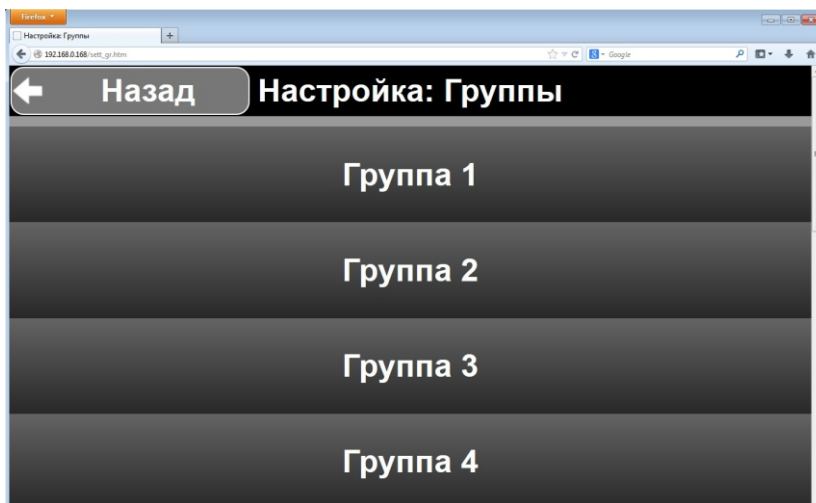 Firefox
Настройка: Группы
192.168.0.168/sett_gr.htm
Google
Назад
Настройка: Группы
Группа 1
Группа 2
Группа 3
Группа 4